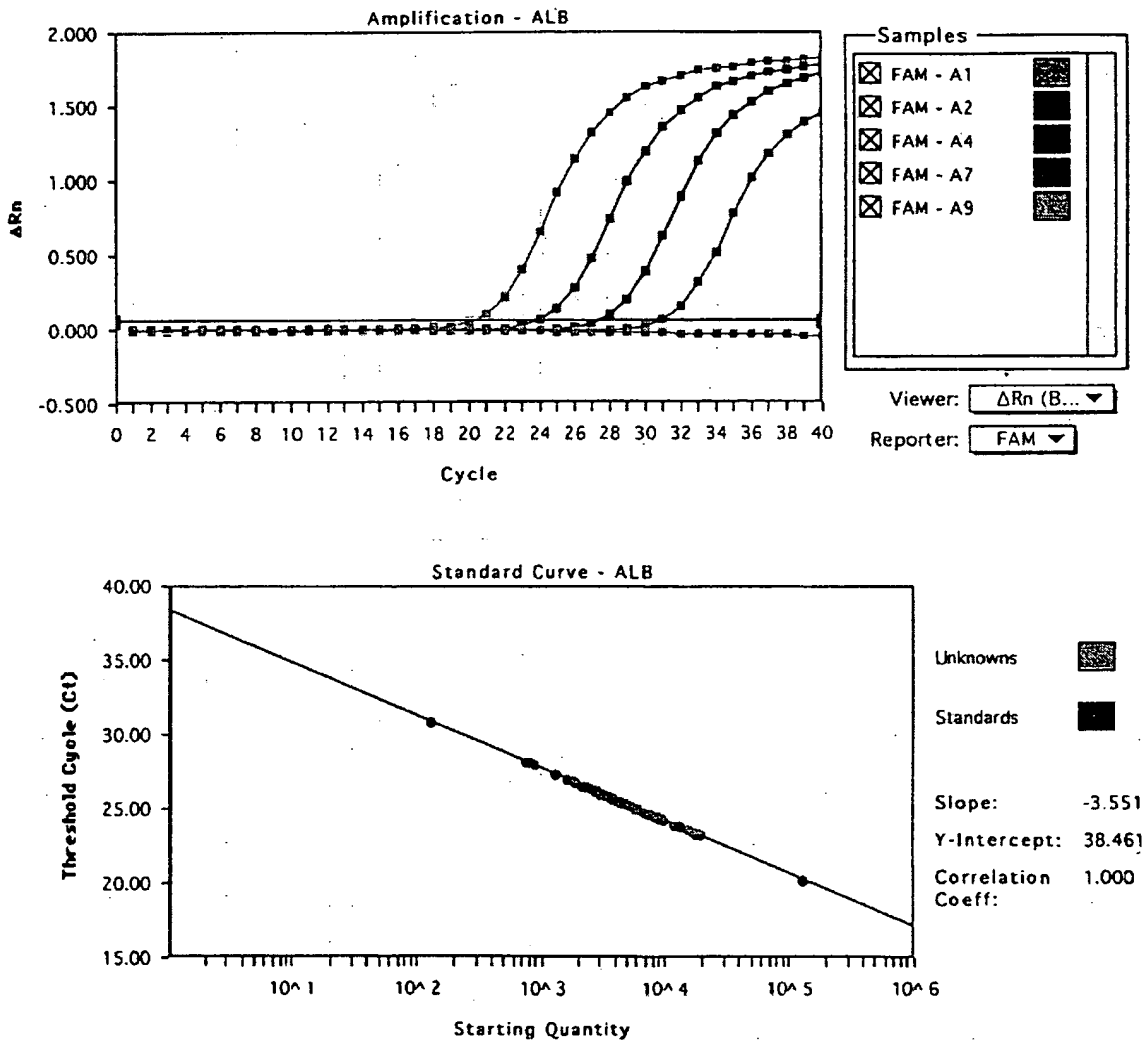 Amplification - ALB
2.000
1.500
1.000
0.500
0.000
-0.500
ΔRn
0 2 4 6 8 10 12 14 16 18 20 22 24 26 28 30 32 34 36 38 40
Cycle
Samples
FAM - A1
FAM - A2
FAM - A4
FAM - A7
FAM - A9
Viewer: ΔRn (B... ▼
Reporter: FAM ▼
Standard Curve - ALB
40.00
35.00
30.00
25.00
20.00
15.00
Threshold Cycle (Ct)
10^ 1 10^ 2 10^ 3 10^ 4 10^ 5 10^ 6
Starting Quantity
Unknowns
Standards
Slope: -3.551
Y-Intercept: 38.461
Correlation 1.000
Coeff: